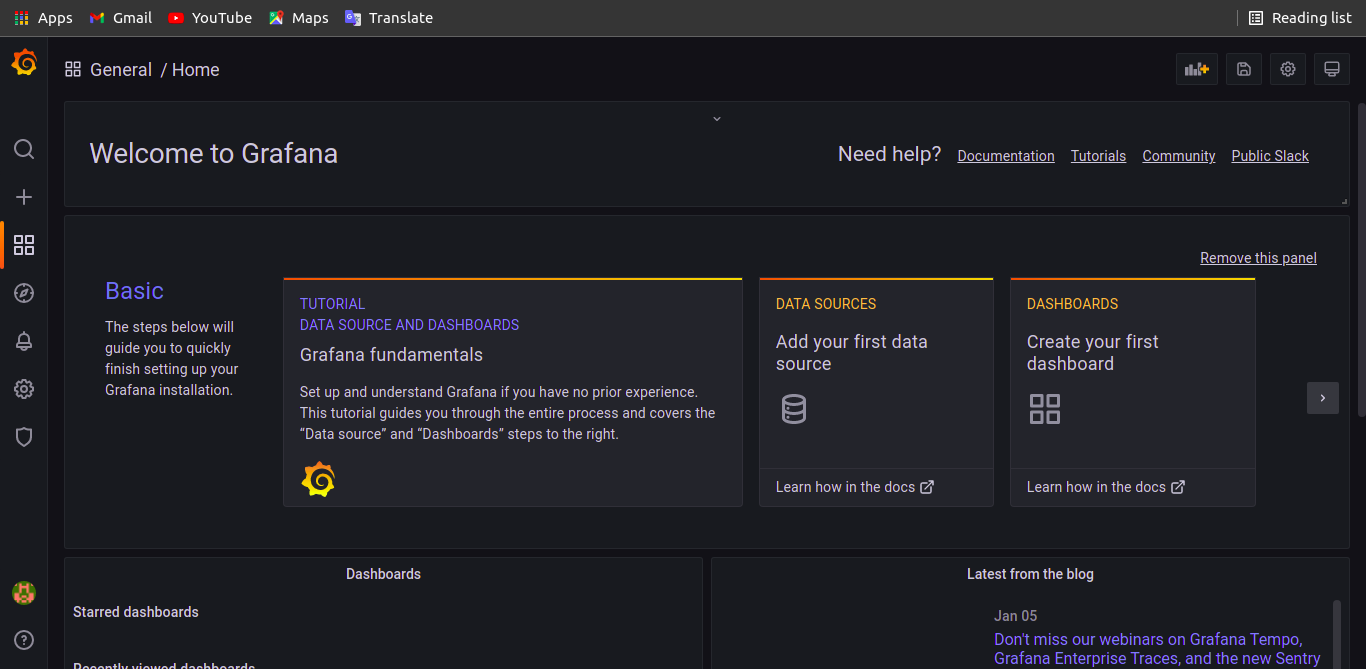 Apps Gmail YouTube Maps Translate Reading list
General / Home
Welcome to Grafana
Need help? Documentation Tutorials Community Public Slack
Remove this panel
Basic
The steps below will
guide you to quickly
finish setting up your
Grafana installation.
TUTORIAL
DATA SOURCE AND DASHBOARDS
Grafana fundamentals
Set up and understand Grafana if you have no prior experience.
This tutorial guides you through the entire process and covers the
“Data source” and “Dashboards” steps to the right.
DATA SOURCES
Add your first data
source
Learn how in the docs
DASHBOARDS
Create your first
dashboard
Learn how in the docs
Dashboards
Starred dashboards
Recently viewed dashboards
Latest from the blog
Jan 05
Don't miss our webinars on Grafana Tempo,
Grafana Enterprise Traces, and the new Sentry